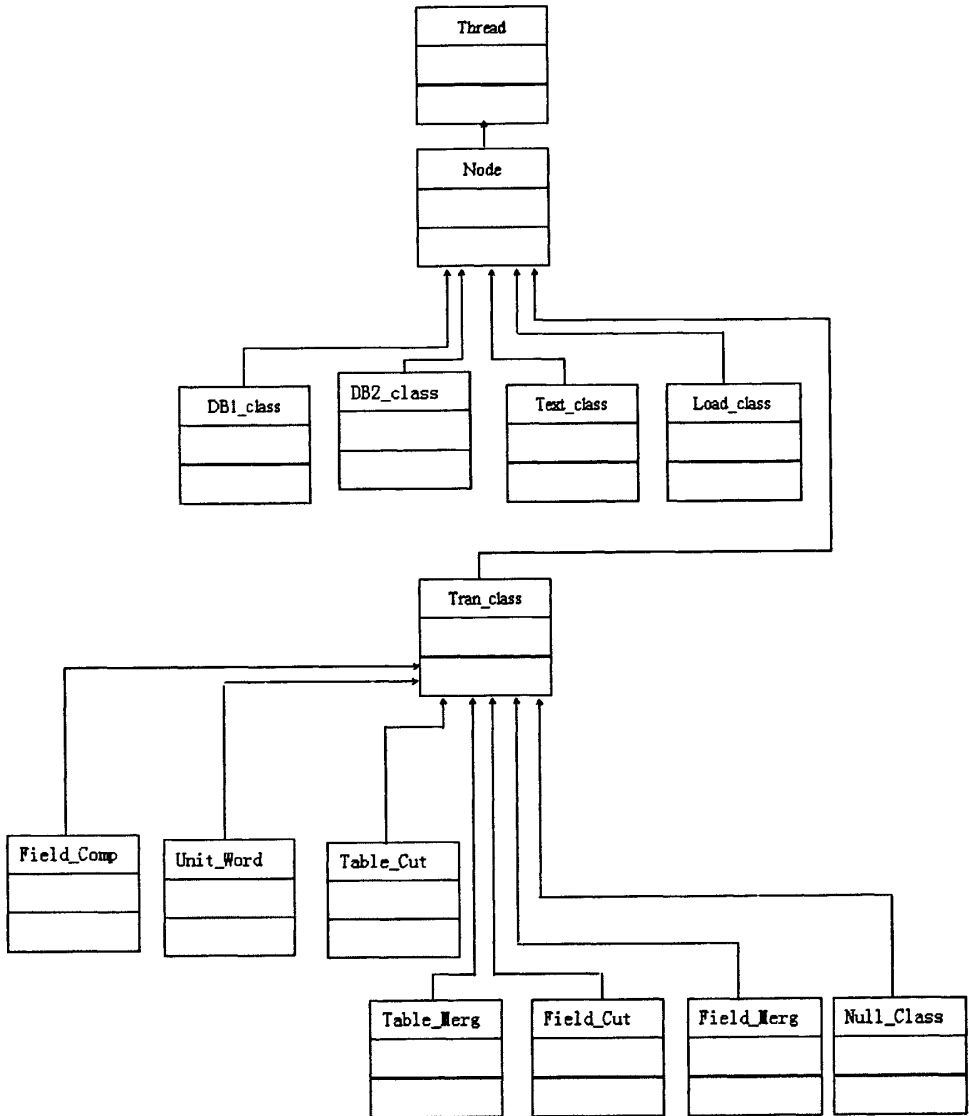 Thread
Node
DB1_class
DB2_class
Text_class
Load_class
Tran_class
Field_Comp
Unit_Word
Table_Cut
Table_Merg
Field_Cut
Field_Merg
Null_Class